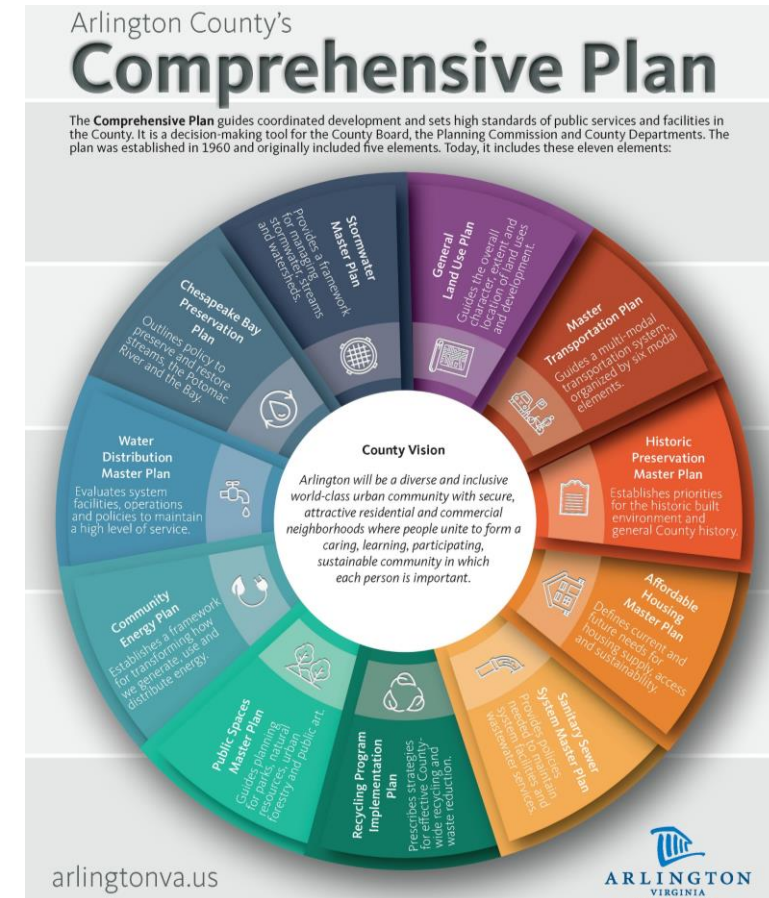 Arlington County's
Comprehensive Plan
The Comprehensive Plan guides coordinated development and sets high standards of public services and facilities in
the County. It is a decision-making tool for the County Board, the Planning Commission and County Departments. The
plan was established in 1960 and originally included five elements. Today, it includes these eleven elements:
General
Land Use Plan
Guides the overall
character, extent and
location of land uses
and development.
Master
Transportation Plan
Guides a multi-modal
transportation system,
organized by six modal
elements.
Historic
Preservation
Master Plan
Establishes priorities
for the historic built
environment and
general County history.
Affordable
Housing
Master Plan
Defines current and
future needs for
housing supply, access
and sustainability.
Sanitary Sewer
System Master Plan
Provides policies
needed to maintain
system facilities and
wastewater services.
Recycling Program
Implementation
Plan
Prescribes strategies
for effective County-
wide recycling and
waste reduction.
Public Spaces
Master Plan
Guides planning
for parks, natural
resources, urban
forestry and public art.
Community
Energy Plan
Establishes a framework
for transforming how
we generate, use and
distribute energy.
Water
Distribution
Master Plan
Evaluates system
facilities, operations
and policies to maintain
a high level of service.
Chesapeake Bay
Preservation
Plan
Outlines policy to
preserve and restore
streams, the Potomac
River and the Bay.
Stormwater
Master Plan
Provides a framework
for managing
stormwater, streams
and watersheds.
County Vision
Arlington will be a diverse and inclusive
world-class urban community with secure,
attractive residential and commercial
neighborhoods where people unite to form a
caring, learning, participating,
sustainable community in which
each person is important.
arlingtonva.us
ARLINGTON
VIRGINIA